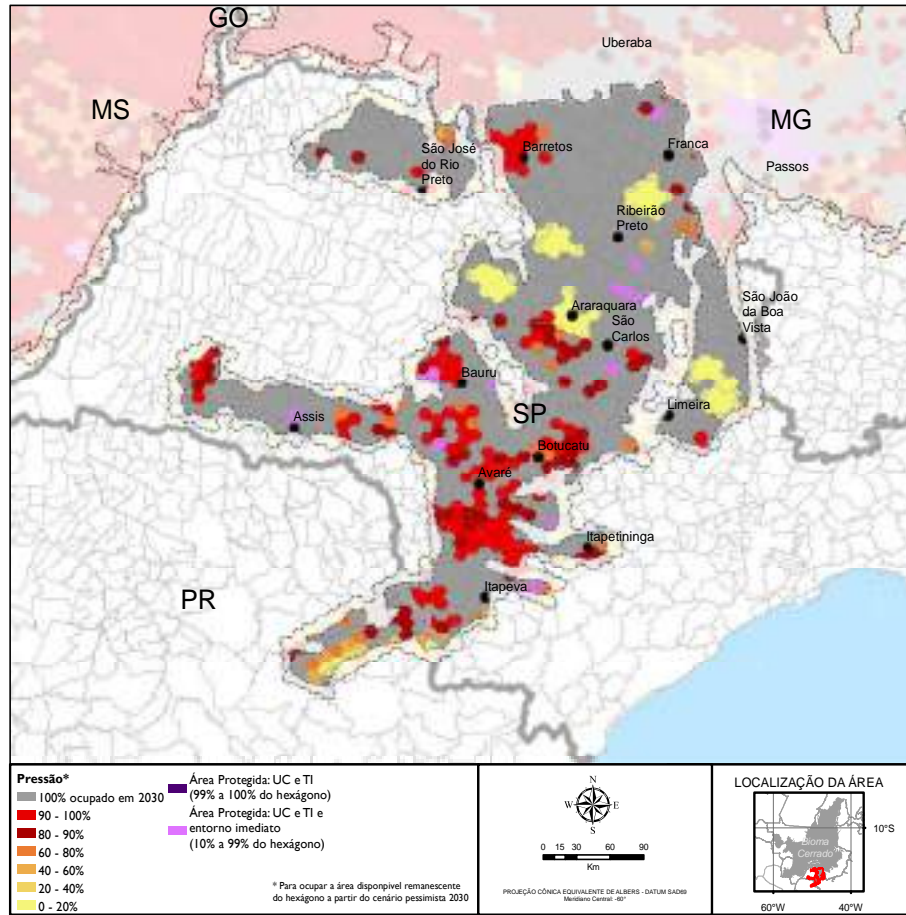 GO
Uberaba
MS
MG
São José
do Rio
Preto
Barretos
Franca
Passos
Ribeirão
Preto
Araraquara
São
Carlos
São João
da Boa
Vista
Bauru
SP
Assis
Limeira
Botucatu
Avaré
Itapetininga
PR
Itapeva
Pressão*
100% ocupado em 2030
90 - 100%
80 - 90%
60 - 80%
40 - 60%
20 - 40%
0 - 20%
Área Protegida: UC e TI
(99% a 100% do hexágono)
Área Protegida: UC e TI e
entorno imediato
(10% a 99% do hexágono)
* Para ocupar a área disponpível remanescente
do hexágono a partir do cenário pessimista 2030
N
W E
S
0 15 30 60 90
Km
PROJEÇÃO CÔNICA EQUIVALENTE DE ALBERS - DATUM SAD69
Meridiano Central: -60°
LOCALIZAÇÃO DA ÁREA
10°S
Bioma
Cerrado
60°W 40°W